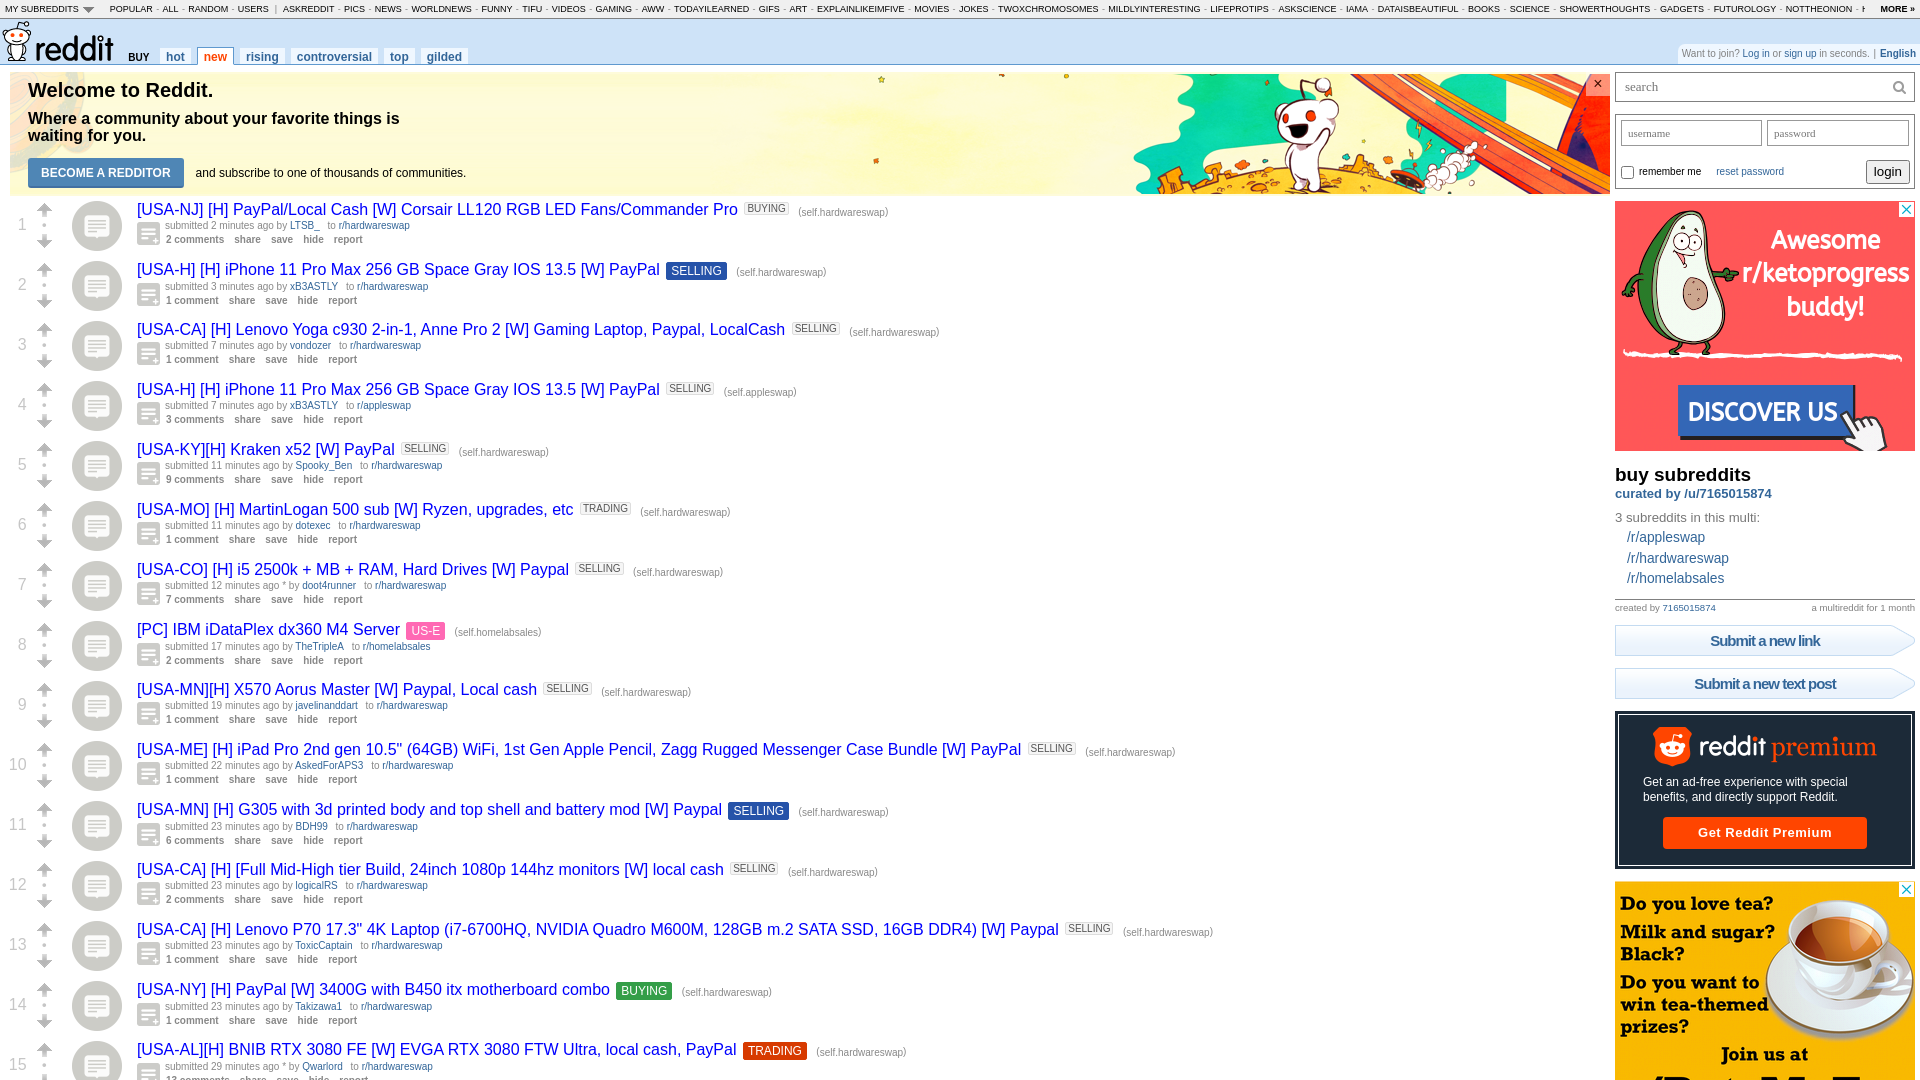 MY SUBREDDITS POPULAR - ALL - RANDOM - USERS | ASKREDDIT - PICS - NEWS - WORLDNEWS - FUNNY - TIFU - VIDEOS - GAMING - AWW - TODAYILEARNED - GIFS - ART - EXPLAINLIKEIMFIVE - MOVIES - JOKES - TWOXCHROMOSOMES - MILDLYINTERESTING - LIFEPROTIPS - ASKSCIENCE - IAMA - DATAISBEAUTIFUL - BOOKS - SCIENCE - SHOWERTHOUGHTS - GADGETS - FUTUROLOGY - NOTTHEONION - MORE »
reddit BUY hot new rising controversial top gilded
Want to join? Log in or sign up in seconds. | English
Welcome to Reddit.
Where a community about your favorite things is
waiting for you.
BECOME A REDDITOR and subscribe to one of thousands of communities.
×
1 [USA-NJ] [H] PayPal/Local Cash [W] Corsair LL120 RGB LED Fans/Commander Pro BUYING (self.hardwareswap)
submitted 2 minutes ago by LTSB_ to r/hardwareswap
2 comments share save hide report
2 [USA-H] [H] iPhone 11 Pro Max 256 GB Space Gray IOS 13.5 [W] PayPal SELLING (self.hardwareswap)
submitted 3 minutes ago by xB3ASTLY to r/hardwareswap
1 comment share save hide report
3 [USA-CA] [H] Lenovo Yoga c930 2-in-1, Anne Pro 2 [W] Gaming Laptop, Paypal, LocalCash SELLING (self.hardwareswap)
submitted 7 minutes ago by vondozer to r/hardwareswap
1 comment share save hide report
4 [USA-H] [H] iPhone 11 Pro Max 256 GB Space Gray IOS 13.5 [W] PayPal SELLING (self.appleswap)
submitted 7 minutes ago by xB3ASTLY to r/appleswap
3 comments share save hide report
5 [USA-KY][H] Kraken x52 [W] PayPal SELLING (self.hardwareswap)
submitted 11 minutes ago by Spooky_Ben to r/hardwareswap
9 comments share save hide report
6 [USA-MO] [H] MartinLogan 500 sub [W] Ryzen, upgrades, etc TRADING (self.hardwareswap)
submitted 11 minutes ago by dotexec to r/hardwareswap
1 comment share save hide report
7 [USA-CO] [H] i5 2500k + MB + RAM, Hard Drives [W] Paypal SELLING (self.hardwareswap)
submitted 12 minutes ago * by doot4runner to r/hardwareswap
7 comments share save hide report
8 [PC] IBM iDataPlex dx360 M4 Server US-E (self.homelabsales)
submitted 17 minutes ago by TheTripleA to r/homelabsales
2 comments share save hide report
9 [USA-MN][H] X570 Aorus Master [W] Paypal, Local cash SELLING (self.hardwareswap)
submitted 19 minutes ago by javelinanddart to r/hardwareswap
1 comment share save hide report
10 [USA-ME] [H] iPad Pro 2nd gen 10.5" (64GB) WiFi, 1st Gen Apple Pencil, Zagg Rugged Messenger Case Bundle [W] PayPal SELLING (self.hardwareswap)
submitted 22 minutes ago by AskedForAPS3 to r/hardwareswap
1 comment share save hide report
11 [USA-MN] [H] G305 with 3d printed body and top shell and battery mod [W] Paypal SELLING (self.hardwareswap)
submitted 23 minutes ago by BDH99 to r/hardwareswap
6 comments share save hide report
12 [USA-CA] [H] [Full Mid-High tier Build, 24inch 1080p 144hz monitors [W] local cash SELLING (self.hardwareswap)
submitted 23 minutes ago by logicalRS to r/hardwareswap
2 comments share save hide report
13 [USA-CA] [H] Lenovo P70 17.3" 4K Laptop (i7-6700HQ, NVIDIA Quadro M600M, 128GB m.2 SATA SSD, 16GB DDR4) [W] Paypal SELLING (self.hardwareswap)
submitted 23 minutes ago by ToxicCaptain to r/hardwareswap
1 comment share save hide report
14 [USA-NY] [H] PayPal [W] 3400G with B450 itx motherboard combo BUYING (self.hardwareswap)
submitted 23 minutes ago by Takizawa1 to r/hardwareswap
1 comment share save hide report
15 [USA-AL][H] BNIB RTX 3080 FE [W] EVGA RTX 3080 FTW Ultra, local cash, PayPal TRADING (self.hardwareswap)
submitted 29 minutes ago * by Qwarlord to r/hardwareswap
13 comments share save hide report
search
username password
remember me reset password login
Awesome
r/ketoprogress
buddy!
DISCOVER US
buy subreddits
curated by /u/7165015874
3 subreddits in this multi:
/r/appleswap
/r/hardwareswap
/r/homelabsales
created by 7165015874 a multireddit for 1 month
Submit a new link
Submit a new text post
reddit premium
Get an ad-free experience with special
benefits, and directly support Reddit.
Get Reddit Premium
Do you love tea?
Milk and sugar?
Black?
Do you want to
win tea-themed
prizes?
Join us at